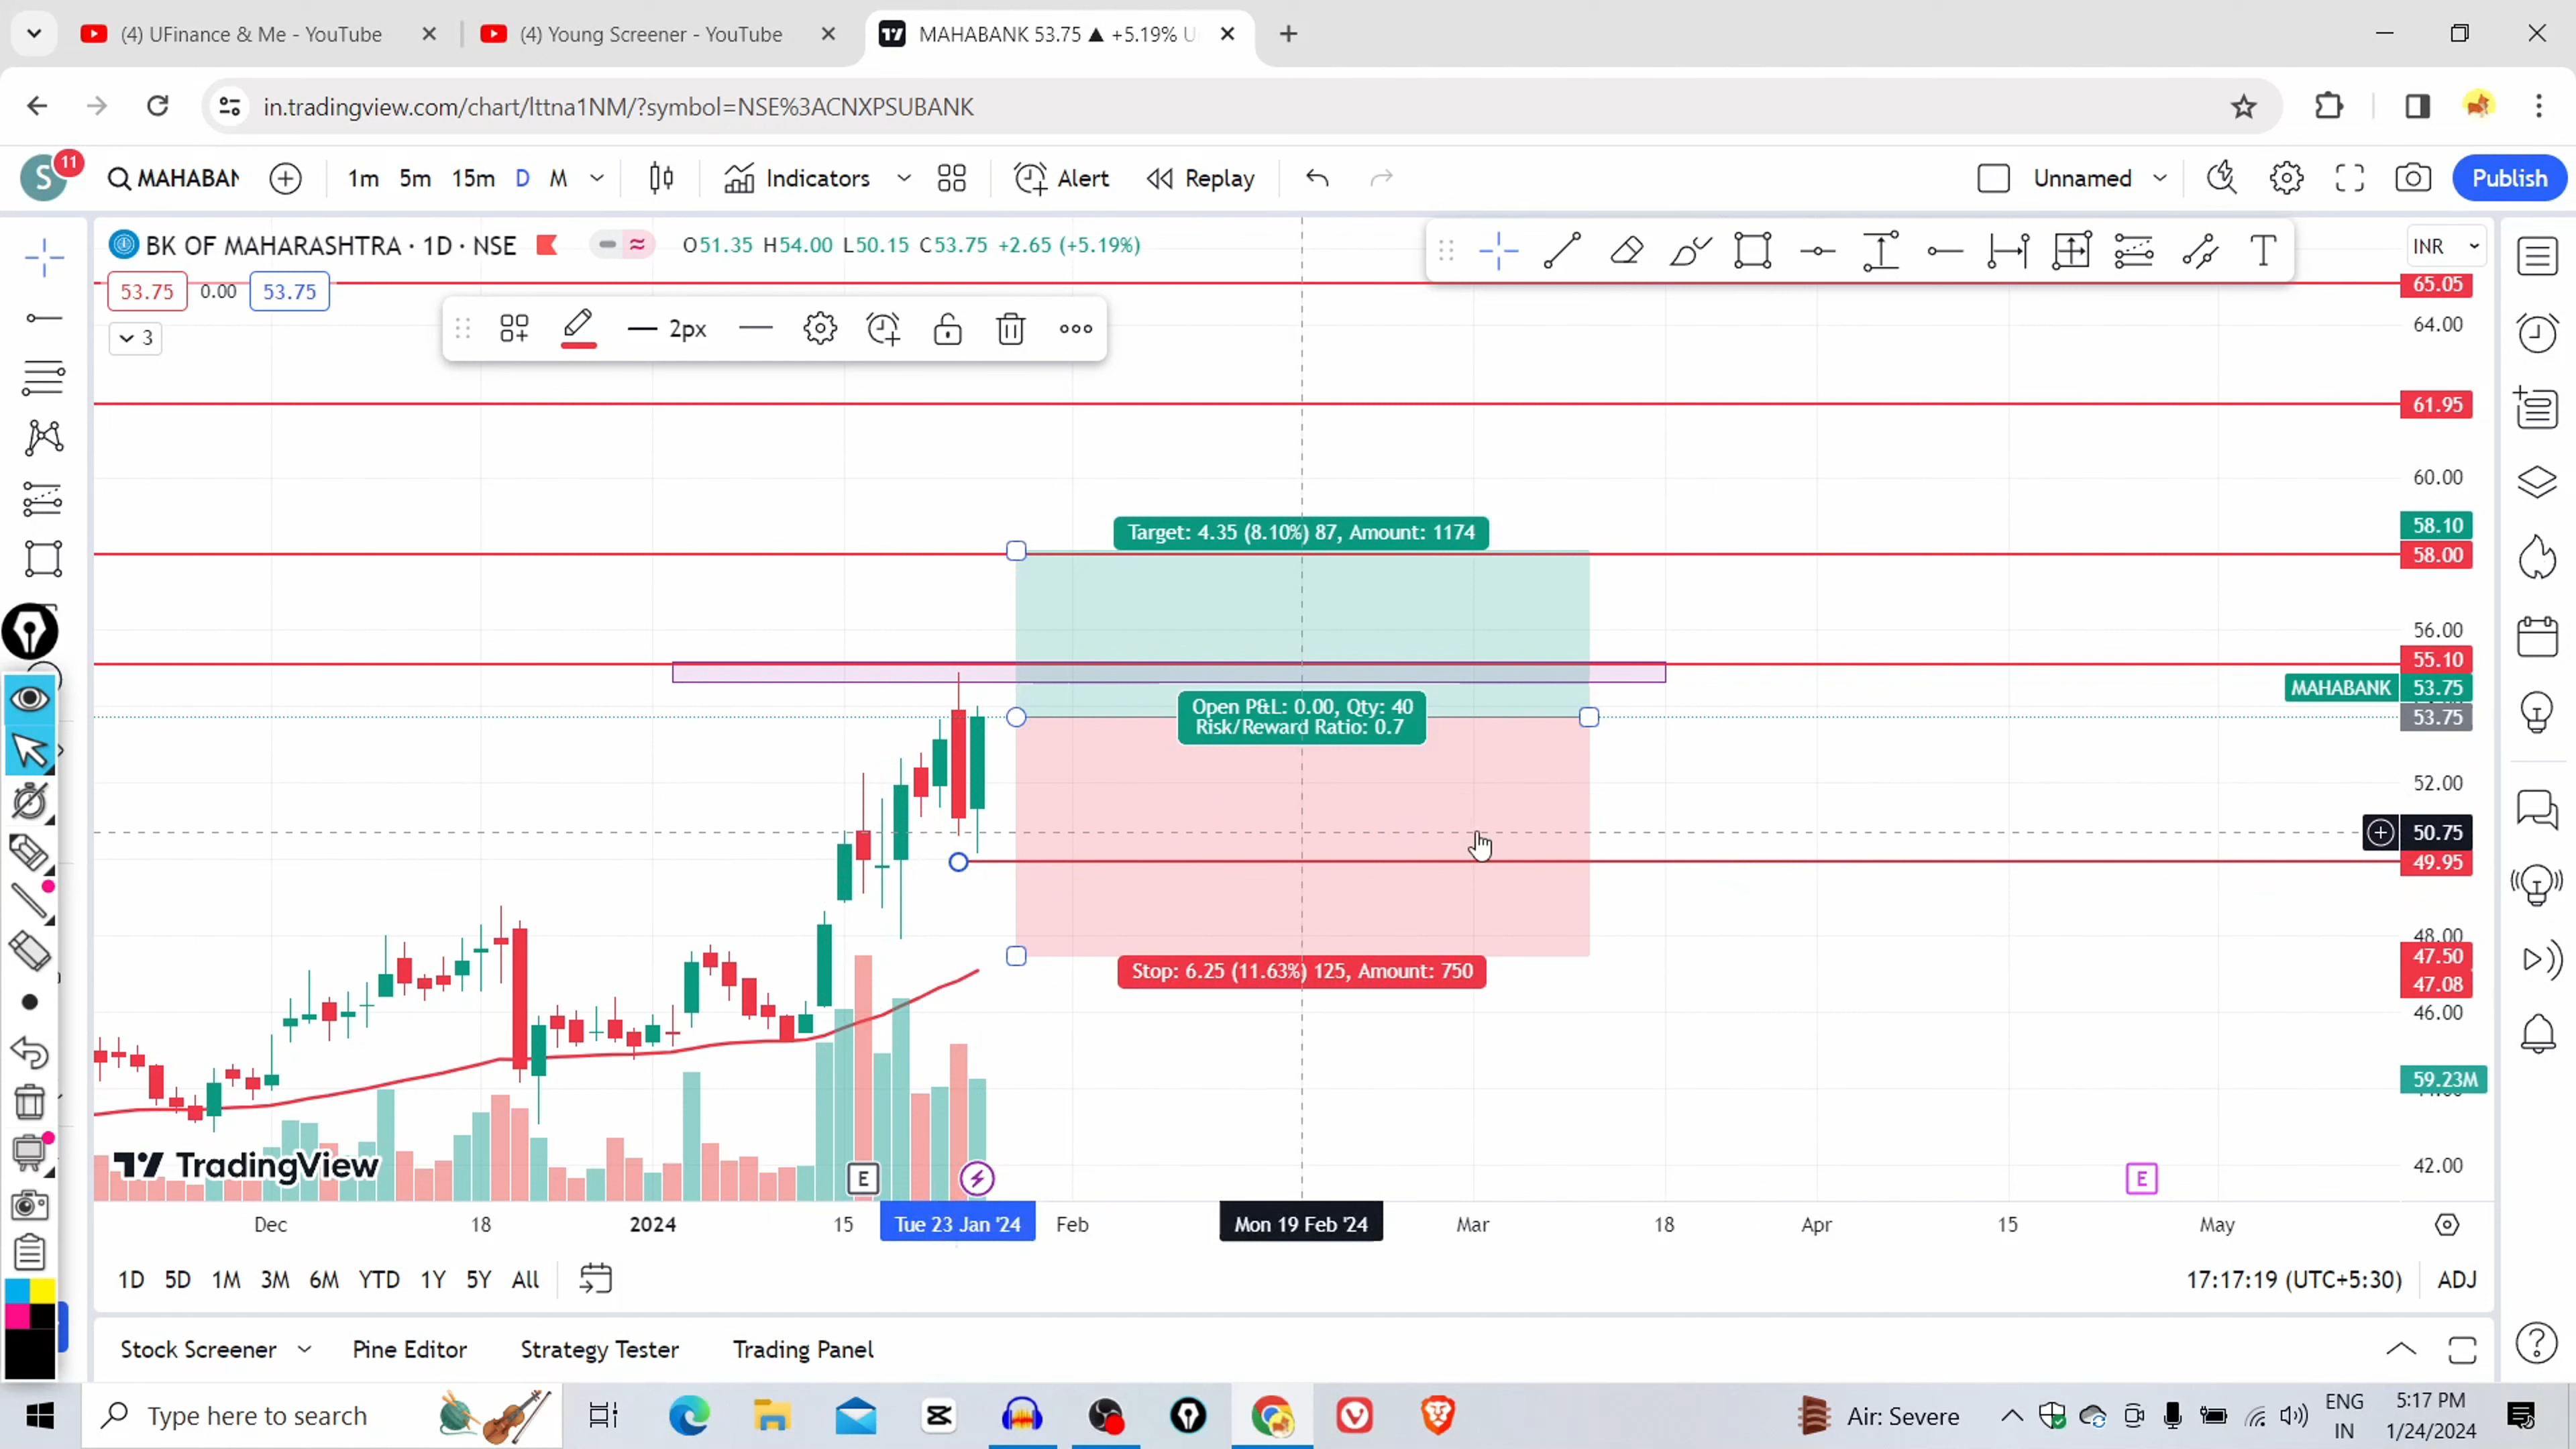 (4) UFinance & Me - YouTube
(4) Young Screener - YouTube
MAHABANK 53.75 ▲ +5.19% U
in.tradingview.com/chart/lttna1NM/?symbol=NSE%3ACNXPSUBANK
S
11
MAHABAN
1m 5m 15m D M
Indicators
Alert
Replay
Unnamed
Publish
BK OF MAHARASHTRA · 1D · NSE
O51.35 H54.00 L50.15 C53.75 +2.65 (+5.19%)
INR
53.75 0.00 53.75
3
2px
65.05
64.00
61.95
60.00
Target: 4.35 (8.10%) 87, Amount: 1174
58.10
58.00
56.00
55.10
MAHABANK 53.75
53.75
Open P&L: 0.00, Qty: 40
Risk/Reward Ratio: 0.7
52.00
50.75
49.95
48.00
47.50
47.08
Stop: 6.25 (11.63%) 125, Amount: 750
46.00
59.23M
42.00
TradingView
E
E
Dec 18 2024 15 Tue 23 Jan '24 Feb Mon 19 Feb '24 Mar 18 Apr 15 May
1D 5D 1M 3M 6M YTD 1Y 5Y All
17:17:19 (UTC+5:30) ADJ
Stock Screener Pine Editor Strategy Tester Trading Panel
Type here to search
Air: Severe
ENG
IN
5:17 PM
1/24/2024